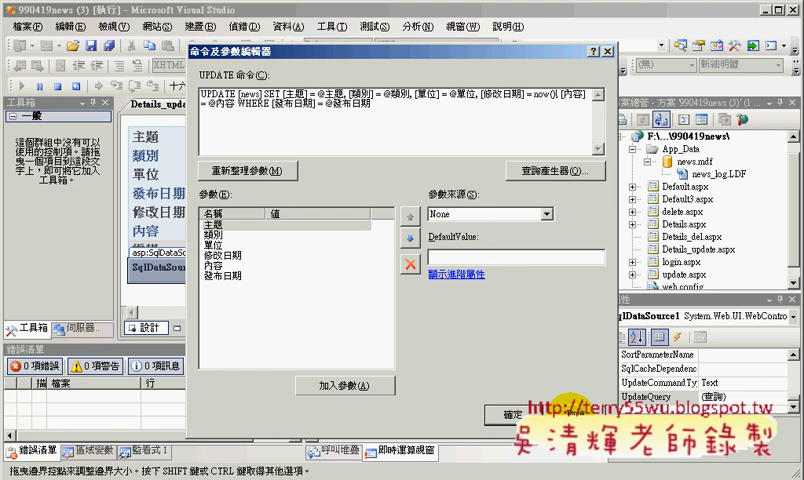 990419news (3) [執行] - Microsoft Visual Studio
檔案(F) 編輯(E) 檢視(V) 網站(S) 建置(B) 偵錯(D) 資料(A) 工具(T) 測試(S) 分析(N) 視窗(W) 說明(H)
命令及參數編輯器
UPDATE 命令(C):
UPDATE [news] SET [主題] = @主題, [類別] = @類別, [單位] = @單位, [修改日期] = now(), [內容]
= @內容 WHERE [發布日期] = @發布日期
重新整理參數(M)
查詢產生器(Q)...
參數(E):
名稱 值
主題
類別
單位
修改日期
內容
發布日期
參數來源(S):
None
DefaultValue:
顯示進階屬性
加入參數(A)
確定
工具箱
一般
這個群組中沒有可以
使用的控制項。請拖
曳一個項目到這段文
字上,即可將它加入
工具箱。
Details_upda
主題
類別
單位
發布日期
修改日期
內容
asp:SqlDataSo
SqlDataSour
設計
工具箱 伺服器...
(無) 新細明體
方案總管 - 方案 '990419news (3)' (1 ...
F:\...\990419news\
App_Data
news.mdf
news_log.LDF
Default.aspx
Default3.aspx
delete.aspx
Details.aspx
Details_del.aspx
Details_update.aspx
login.aspx
update.aspx
web.config
屬性
qlDataSource1 System.Web.UI.WebContro
SortParameterName
SqlCacheDependenc
UpdateCommandTy Text
UpdateQuery (查詢)
錯誤清單
0 項錯誤 0 項警告 0 項訊息
描 檔案 行
錯誤清單 區域變數 監看式 1
呼叫堆疊 即時運算視窗
拖曳邊界控點來調整邊界大小。按下 SHIFT 鍵或 CTRL 鍵取得其他選項。
http://terry55wu.blogspot.tw
吳清輝老師錄製